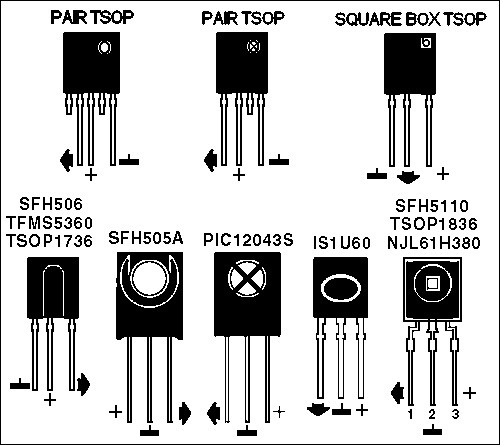 PAIR TSOP
PAIR TSOP
SQUARE BOX TSOP
+
+
+
SFH506
TFMS5360
TSOP1736
SFH505A
PIC12043S
IS1U60
SFH5110
TSOP1836
NJL61H380
+
+
+
+
+
1 2 3